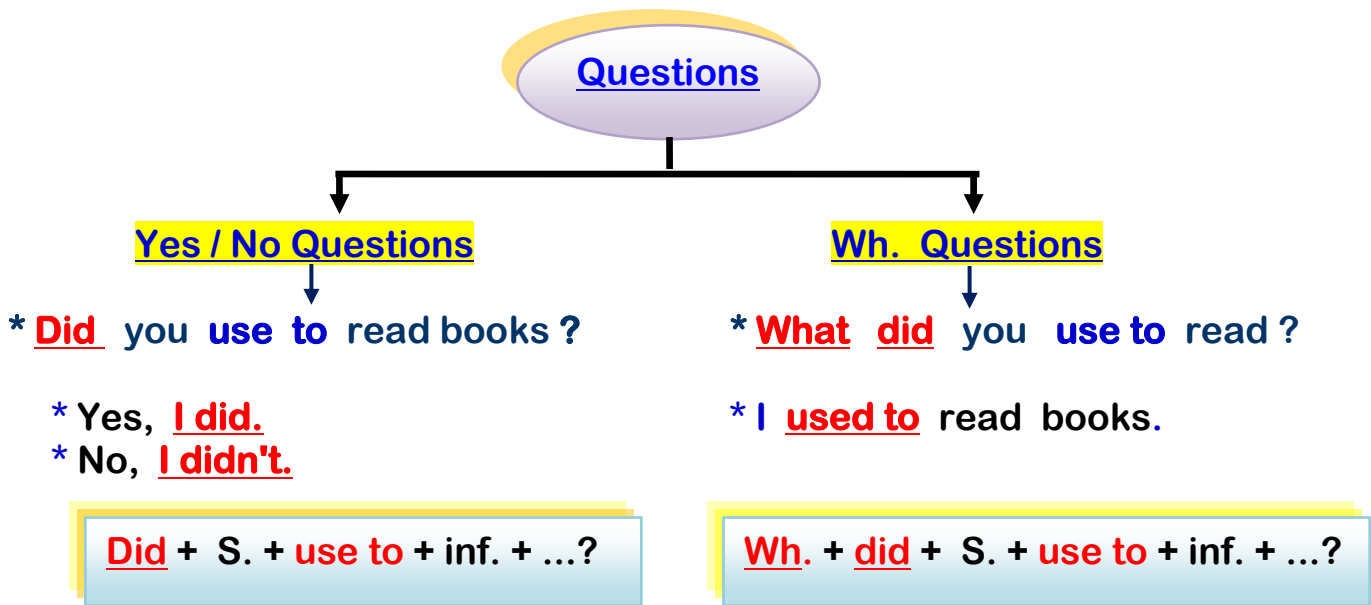 Questions
Yes / No Questions
* Did you use to read books ?
* Yes, I did.
* No, I didn't.
Did + S. + use to + inf. + ...?
Wh. Questions
* What did you use to read ?
* I used to read books.
Wh. + did + S. + use to + inf. + ...?